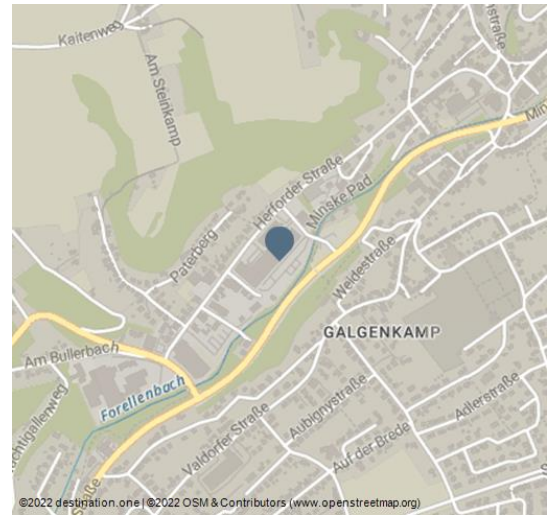 Kaitenweg
Am Steinkamp
Herforder Straße
Minske Pad
Paterberg
Weidestraße
GALGENKAMP
Am Bullerbach
Forellenbach
Adlerstraße
Aubignystraße
Valdorfer Straße
Auf der Brede
Straße
©2022 destination.one | ©2022 OSM & Contributors (www.openstreetmap.org)